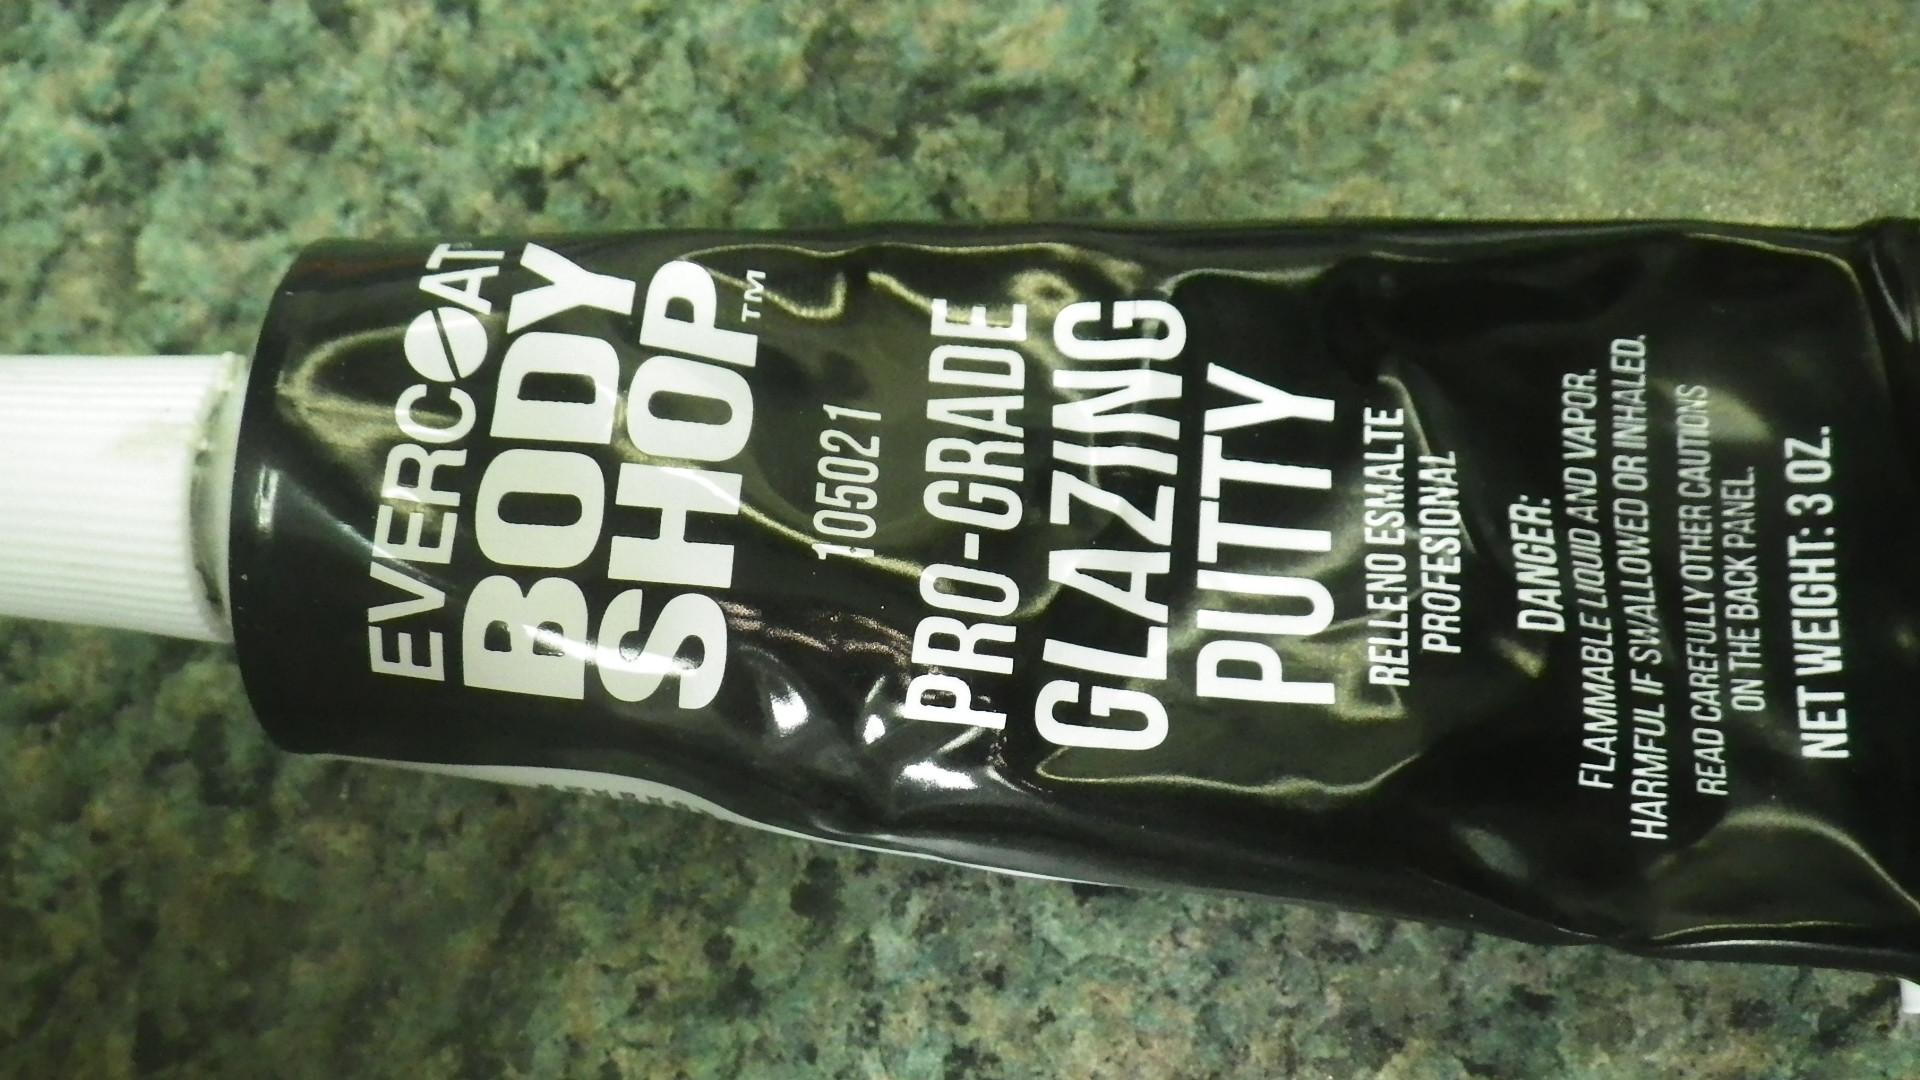 EVERCOAT
BODY
SHOP™
105021
PRO-GRADE
GLAZING
PUTTY
RELLENO ESMALTE
PROFESIONAL
DANGER:
FLAMMABLE LIQUID AND VAPOR.
HARMFUL IF SWALLOWED OR INHALED.
READ CAREFULLY OTHER CAUTIONS
ON THE BACK PANEL.
NET WEIGHT: 3 OZ.